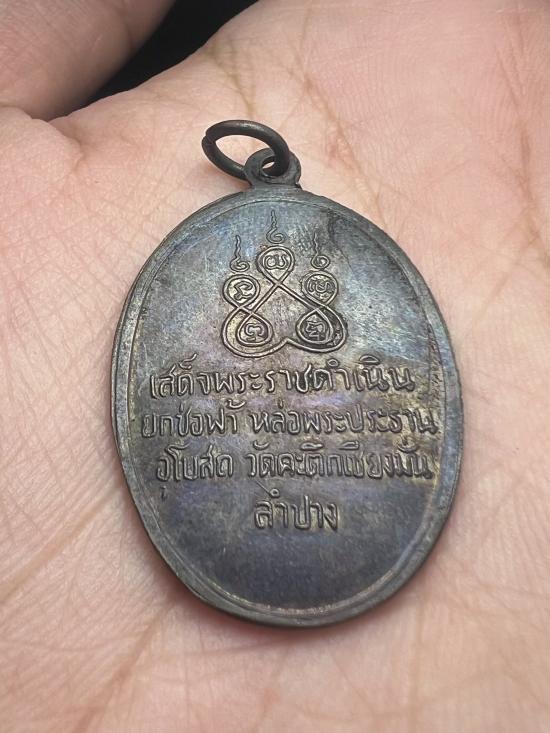 เสด็จพระราชดำเนิน
ยกช่อฟ้า หล่อพระประธาน
อุโบสถ วัดคะตึกเชียงมั่น
ลำปาง